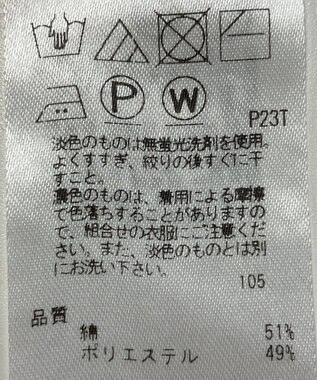 P
W
P23T
淡色のものは無蛍光洗剤を使用。
よくすすぎ、絞りの後すぐに干
すこと。
濃色のものは、着用による摩擦
で色落ちすることがありますの
で、組合せの衣服にご注意くだ
さい。また、淡色のものとは別
にお洗い下さい。
105
品質
綿 51%
ポリエステル 49%